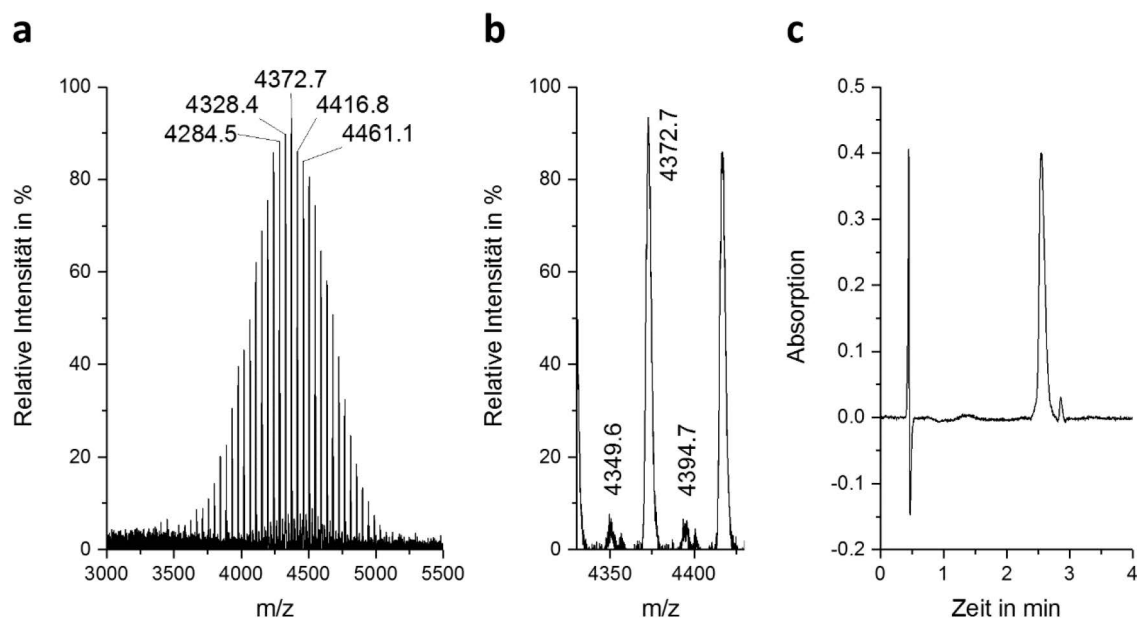 a
b
c
4372.7
4328.4
4416.8
4284.5
4461.1
100
80
60
40
20
0
Relative Intensität in %
3000 3500 4000 4500 5000 5500
m/z
100
80
60
40
20
0
Relative Intensität in %
4349.6
4372.7
4394.7
4350 4400
m/z
0.5
0.4
0.3
0.2
0.1
0.0
-0.1
-0.2
Absorption
0 1 2 3 4
Zeit in min